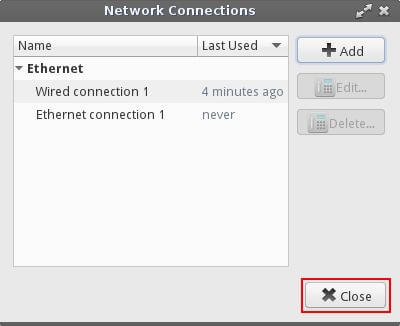 Network Connections
Name Last Used
Ethernet
Wired connection 1 4 minutes ago
Ethernet connection 1 never
Add
Edit...
Delete...
Close